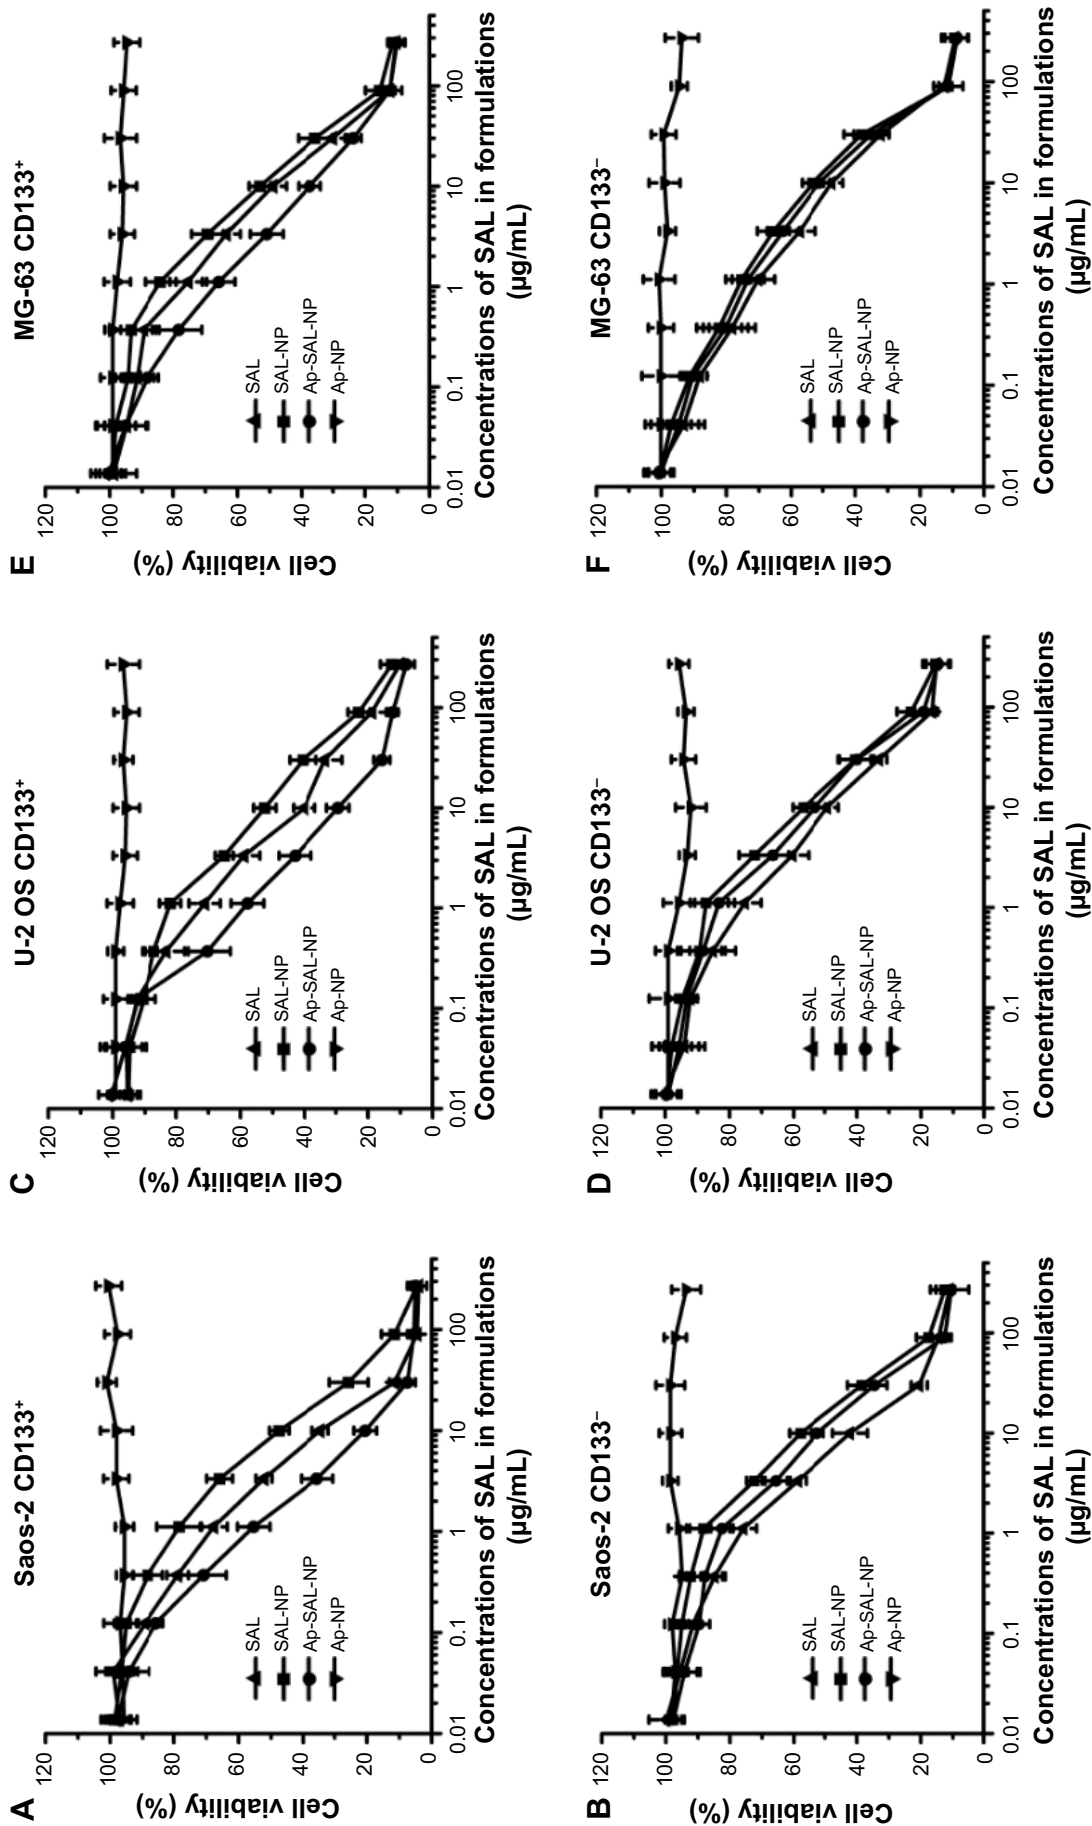 A
Saos-2 CD133+
Cell viability (%)
120
100
80
60
40
20
0
SAL
SAL-NP
Ap-SAL-NP
Ap-NP
0.01
0.1
1
10
100
Concentrations of SAL in formulations
(µg/mL)
C
U-2 OS CD133+
Cell viability (%)
120
100
80
60
40
20
0
SAL
SAL-NP
Ap-SAL-NP
Ap-NP
0.01
0.1
1
10
100
Concentrations of SAL in formulations
(µg/mL)
E
MG-63 CD133+
Cell viability (%)
120
100
80
60
40
20
0
SAL
SAL-NP
Ap-SAL-NP
Ap-NP
0.01
0.1
1
10
100
Concentrations of SAL in formulations
(µg/mL)
B
Saos-2 CD133−
Cell viability (%)
120
100
80
60
40
20
0
SAL
SAL-NP
Ap-SAL-NP
Ap-NP
0.01
0.1
1
10
100
Concentrations of SAL in formulations
(µg/mL)
D
U-2 OS CD133−
Cell viability (%)
120
100
80
60
40
20
0
SAL
SAL-NP
Ap-SAL-NP
Ap-NP
0.01
0.1
1
10
100
Concentrations of SAL in formulations
(µg/mL)
F
MG-63 CD133−
Cell viability (%)
120
100
80
60
40
20
0
SAL
SAL-NP
Ap-SAL-NP
Ap-NP
0.01
0.1
1
10
100
Concentrations of SAL in formulations
(µg/mL)